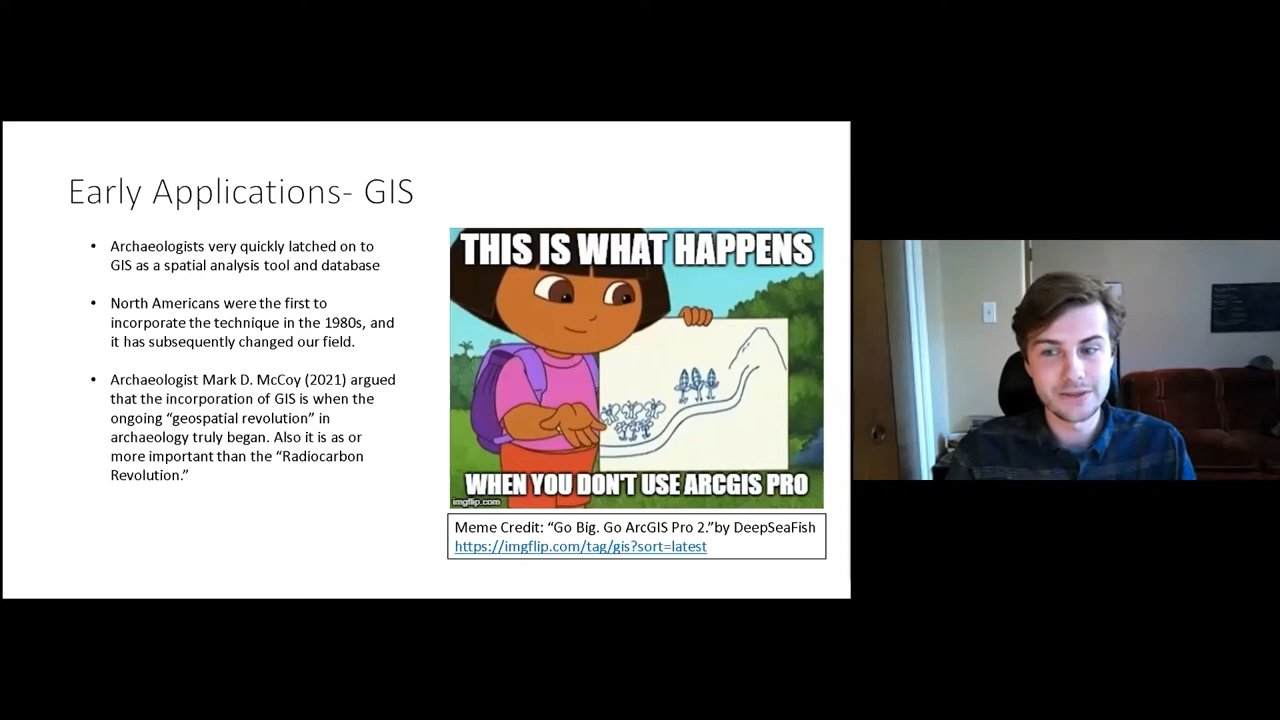 Early Applications- GIS
• Archaeologists very quickly latched on to
GIS as a spatial analysis tool and database
• North Americans were the first to
incorporate the technique in the 1980s, and
it has subsequently changed our field.
• Archaeologist Mark D. McCoy (2021) argued
that the incorporation of GIS is when the
ongoing “geospatial revolution” in
archaeology truly began. Also it is as or
more important than the “Radiocarbon
Revolution.”
THIS IS WHAT HAPPENS
WHEN YOU DON'T USE ARCGIS PRO
imgflip.com
Meme Credit: “Go Big. Go ArcGIS Pro 2.”by DeepSeaFish
https://imgflip.com/tag/gis?sort=latest